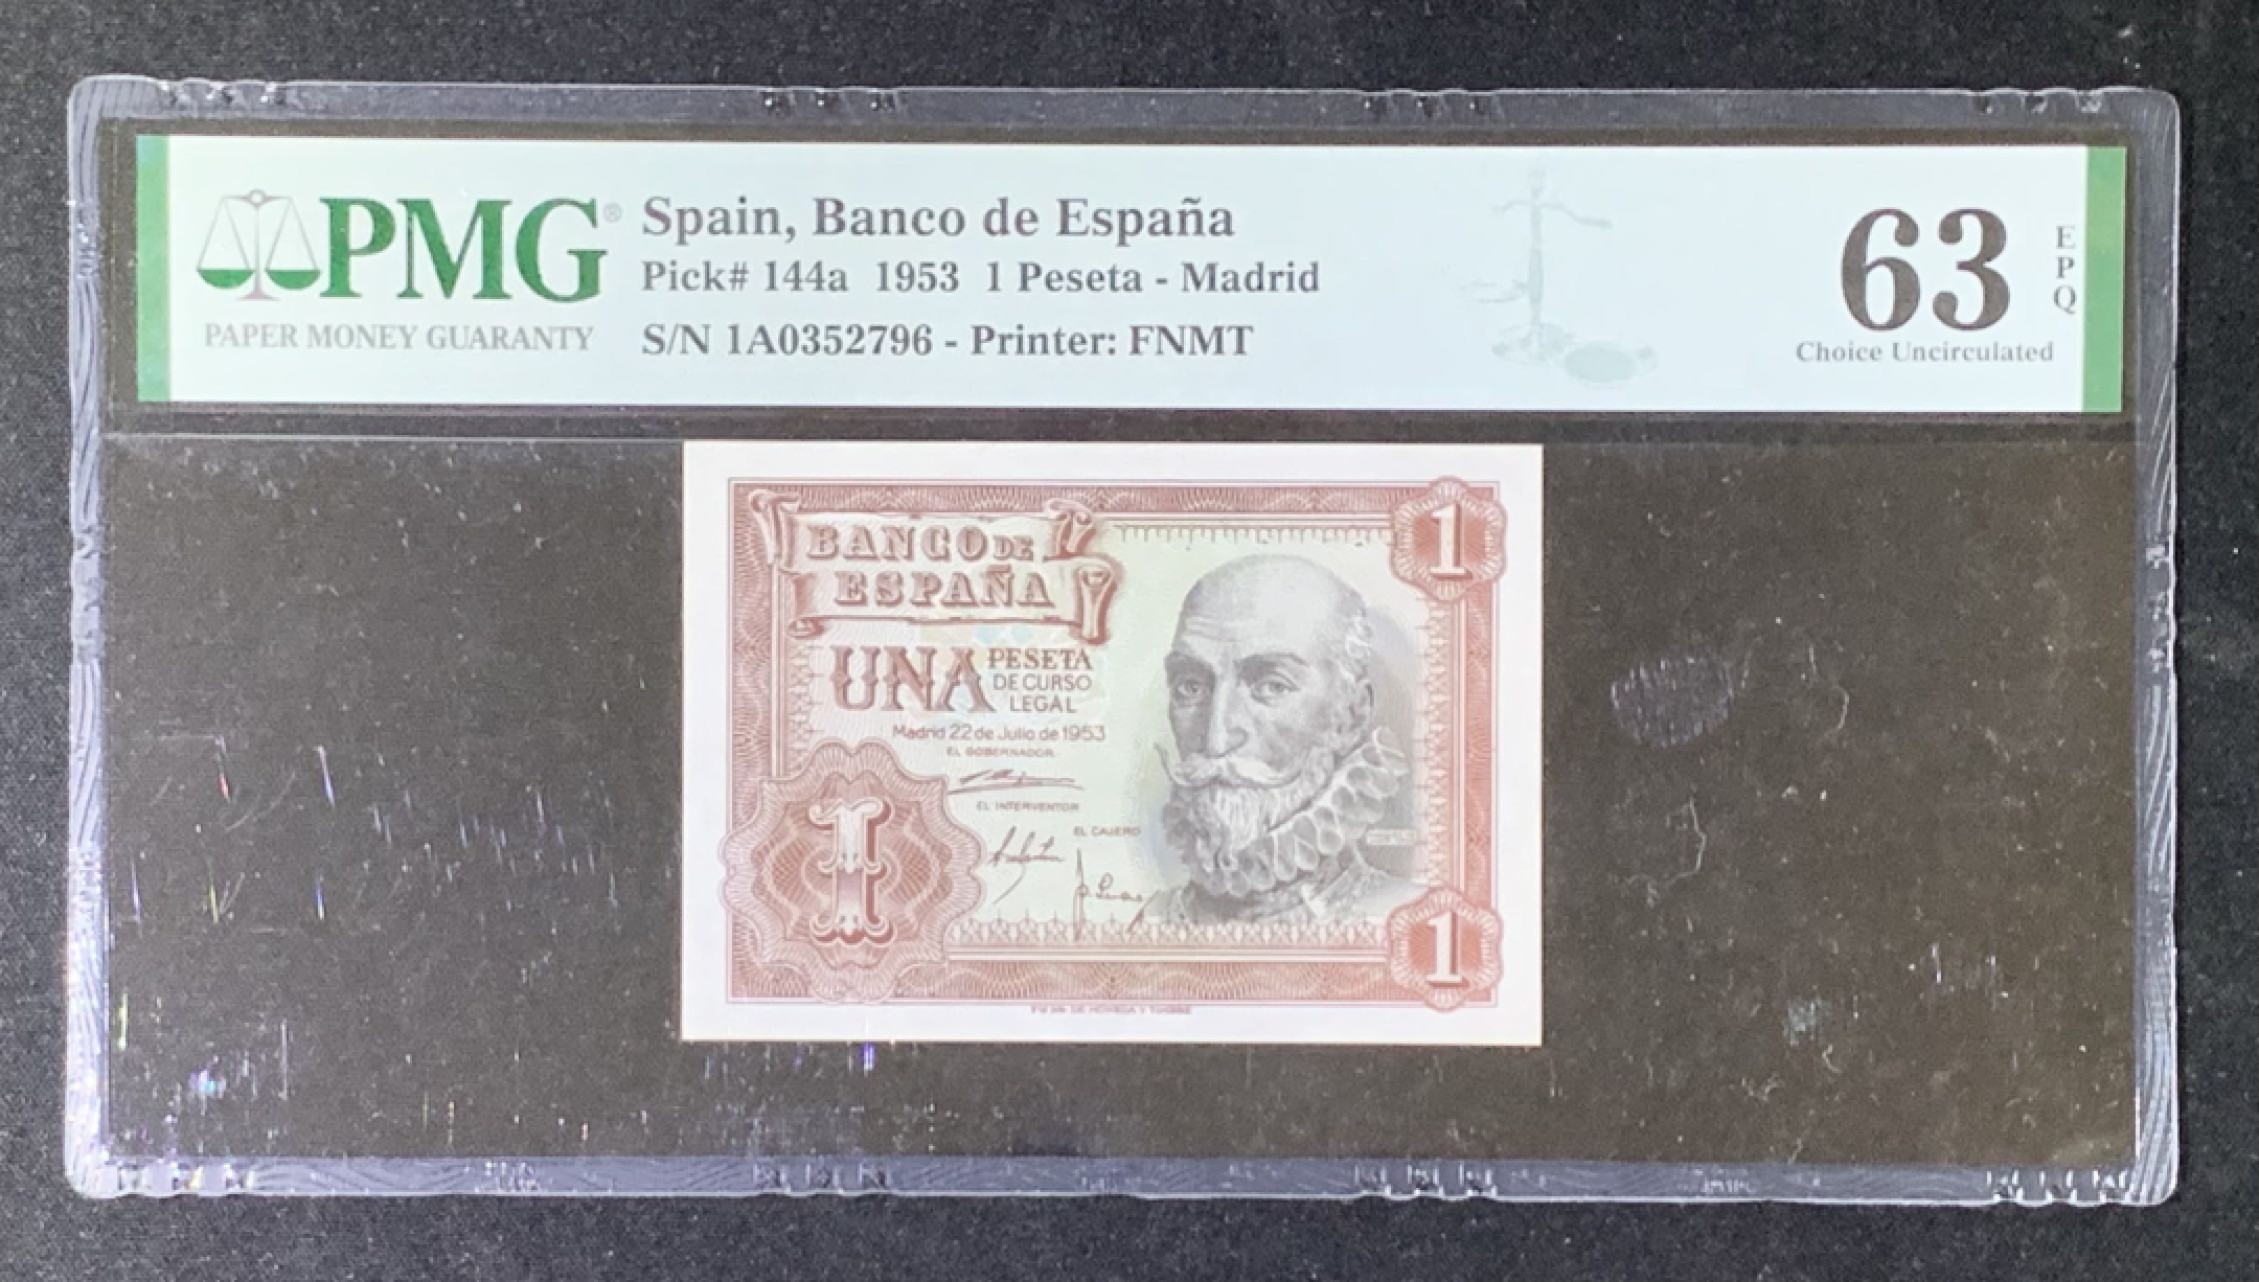 PMG®
PAPER MONEY GUARANTY
Spain, Banco de España
Pick# 144a 1953 1 Peseta - Madrid
S/N 1A0352796 - Printer: FNMT
63
EPQ
Choice Uncirculated
BANCO DE
ESPAÑA
1
UNA PESETA
DE CURSO
LEGAL
Madrid 22 de Julio de 1953
EL GOBERNADOR
EL INTERVENTOR
EL CAJERO
1
1